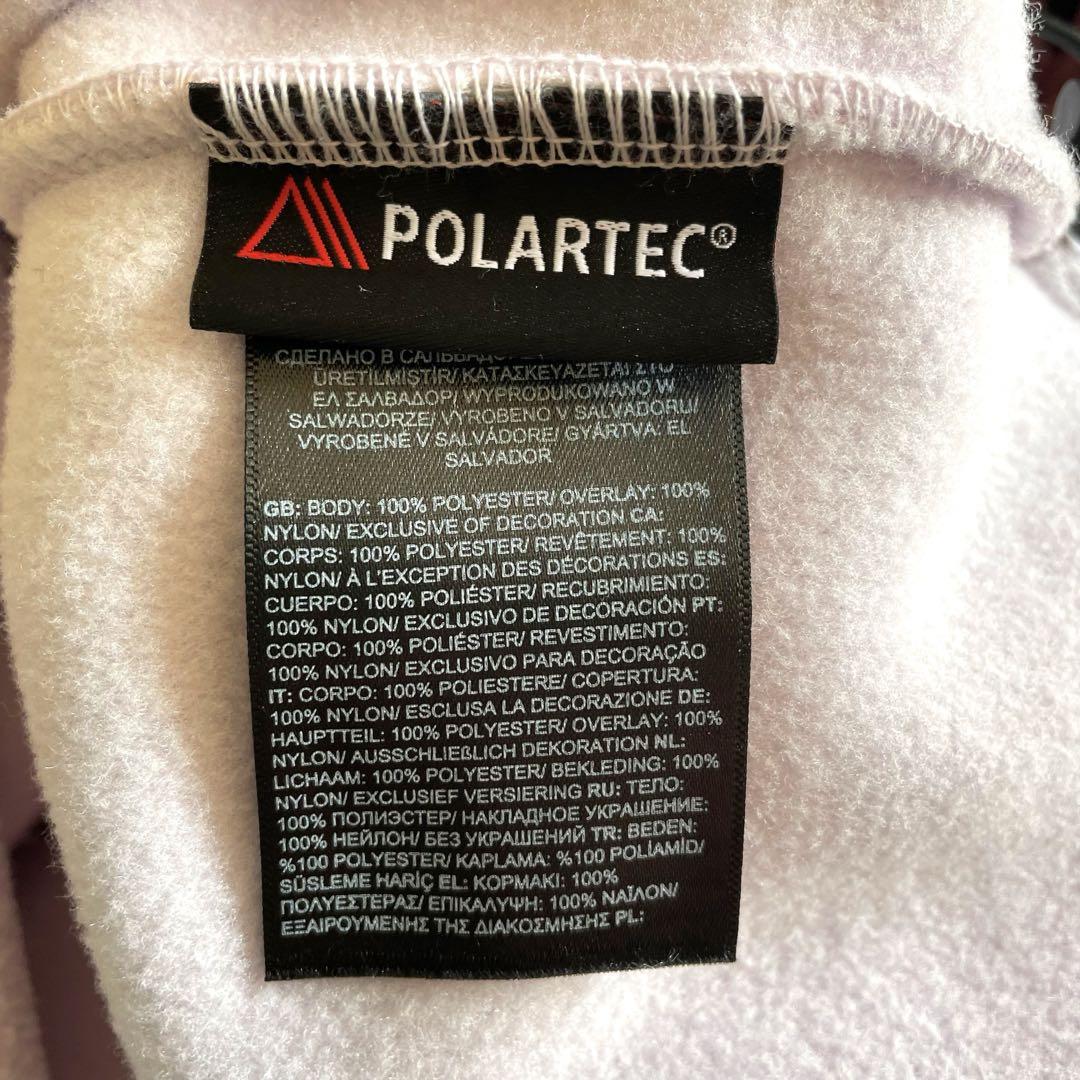 POLARTEC®
СДЕЛАНО В
ÜRETİLMİŞTİR/ ΚΑΤΑΣΚΕΥΑΖΕΤΑΙ ΣΤΟ
ΕΛ ΣΑΛΒΑΔΟΡ/ WYPRODUKOWANO W
SALWADORZE/ VYROBENO V SALVADORU/
VYROBENÉ V SALVÁDORE/ GYÁRTVA: EL
SALVADOR
GB: BODY: 100% POLYESTER/ OVERLAY: 100%
NYLON/ EXCLUSIVE OF DECORATION CA:
CORPS: 100% POLYESTER/ REVÊTEMENT: 100%
NYLON/ À L'EXCEPTION DES DÉCORATIONS ES:
CUERPO: 100% POLIÉSTER/ RECUBRIMIENTO:
100% NYLON/ EXCLUSIVO DE DECORACIÓN PT:
CORPO: 100% POLIÉSTER/ REVESTIMENTO:
100% NYLON/ EXCLUSIVO PARA DECORAÇÃO
IT: CORPO: 100% POLIESTERE/ COPERTURA:
100% NYLON/ ESCLUSA LA DECORAZIONE DE:
HAUPTTEIL: 100% POLYESTER/ OVERLAY: 100%
NYLON/ AUSSCHLIEßLICH DEKORATION NL:
LICHAAM: 100% POLYESTER/ BEKLEDING: 100%
NYLON/ EXCLUSIEF VERSIERING RU: ТЕЛО:
100% ПОЛИЭСТЕР/ НАКЛАДНОЕ УКРАШЕНИЕ:
100% НЕЙЛОН/ БЕЗ УКРАШЕНИЙ TR: BEDEN:
%100 POLYESTER/ KAPLAMA: %100 POLİAMİD/
SÜSLEME HARİÇ EL: ΚΟΡΜΑΚΙ: 100%
ΠΟΛΥΕΣΤΕΡΑΣ/ ΕΠΙΚΑΛΥΨΗ: 100% ΝΑΪΛΟΝ/
ΕΞΑΙΡΟΥΜΕΝΗΣ ΤΗΣ ΔΙΑΚΟΣΜΗΣΗΣ PL: